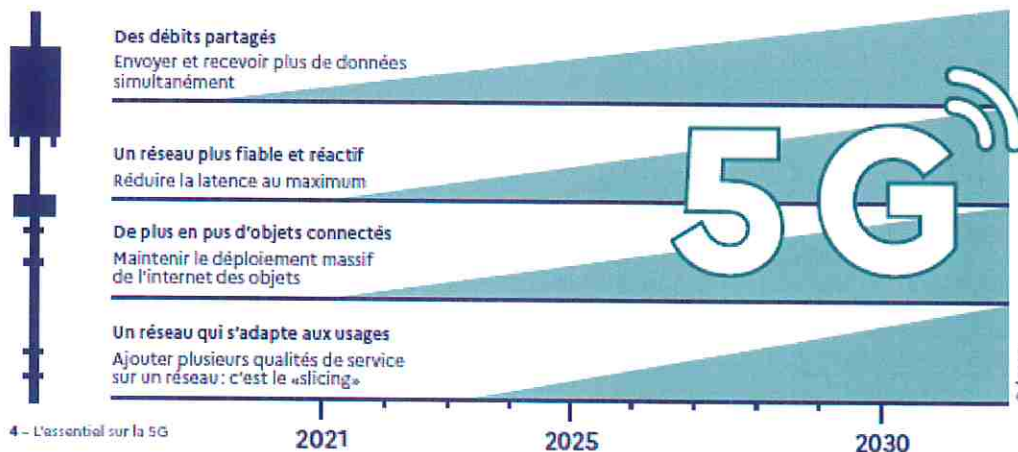 Des débits partagés
Envoyer et recevoir plus de données
simultanément
Un réseau plus fiable et réactif
Réduire la latence au maximum
5G
De plus en pus d'objets connectés
Maintenir le déploiement massif
de l'internet des objets
Un réseau qui s'adapte aux usages
Ajouter plusieurs qualités de service
sur un réseau: c'est le «slicing»
2021 2025 2030
4 – L'essentiel sur la 5G